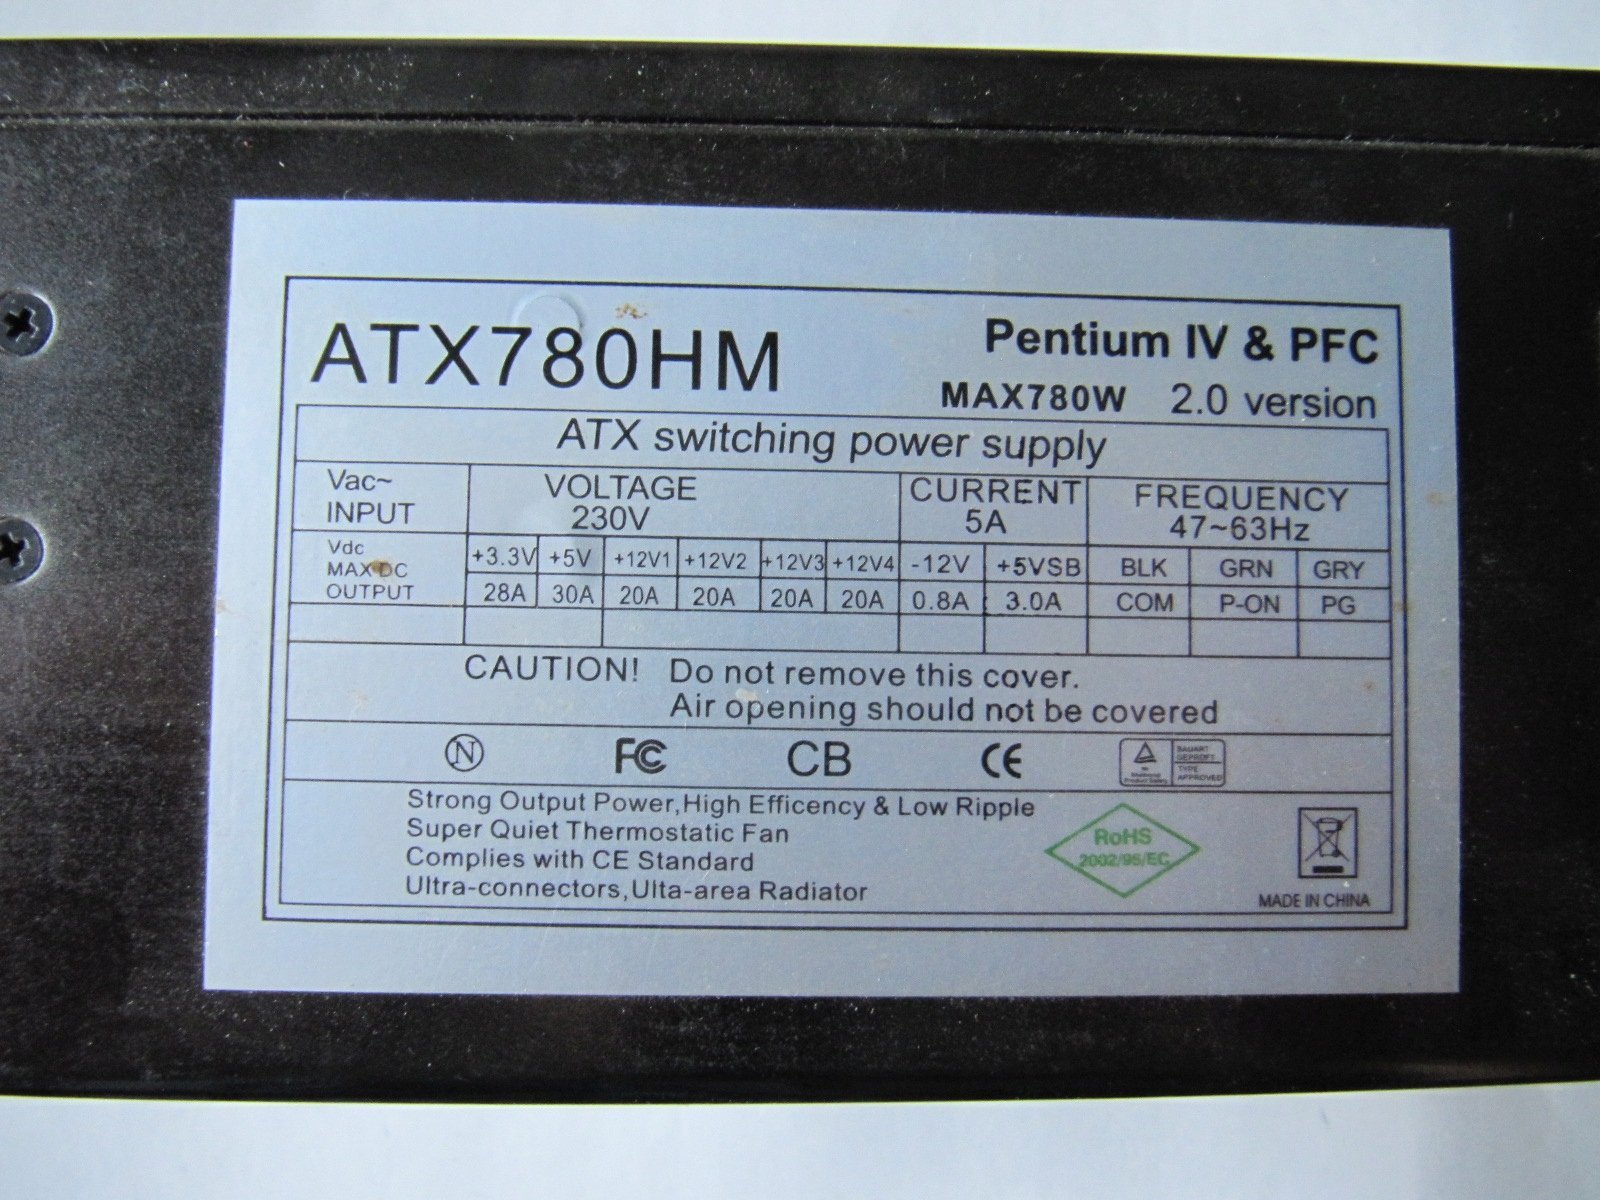 ATX780HM
Pentium IV & PFC
MAX780W 2.0 version
ATX switching power supply
Vac~ INPUT VOLTAGE 230V CURRENT 5A FREQUENCY 47~63Hz
Vdc MAX DC OUTPUT
+3.3V +5V +12V1 +12V2 +12V3 +12V4 -12V +5VSB BLK GRN GRY
28A 30A 20A 20A 20A 20A 0.8A 3.0A COM P-ON PG
CAUTION! Do not remove this cover.
Air opening should not be covered
N FC CB CE
BAUART
GEPRÜFT
TYPE
APPROVED
Strong Output Power,High Efficency & Low Ripple
Super Quiet Thermostatic Fan
Complies with CE Standard
Ultra-connectors,Ulta-area Radiator
RoHS
2002/95/EC
MADE IN CHINA